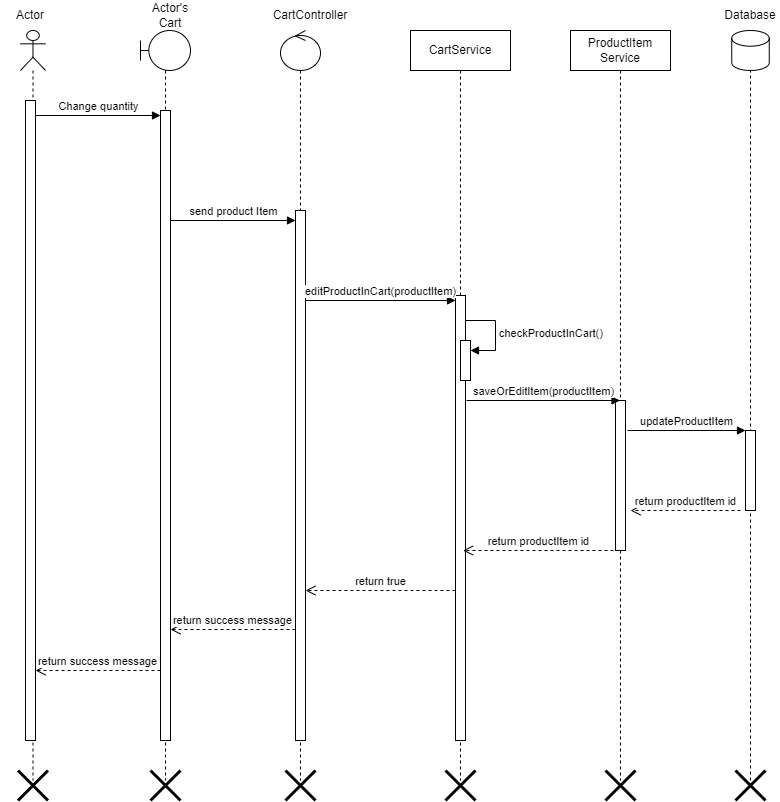 Actor
Actor's
Cart
CartController
CartService
ProductItem
Service
Database
Change quantity
send product Item
editProductInCart(productItem)
checkProductInCart()
saveOrEditItem(productItem)
updateProductItem
return productItem id
return productItem id
return true
return success message
return success message